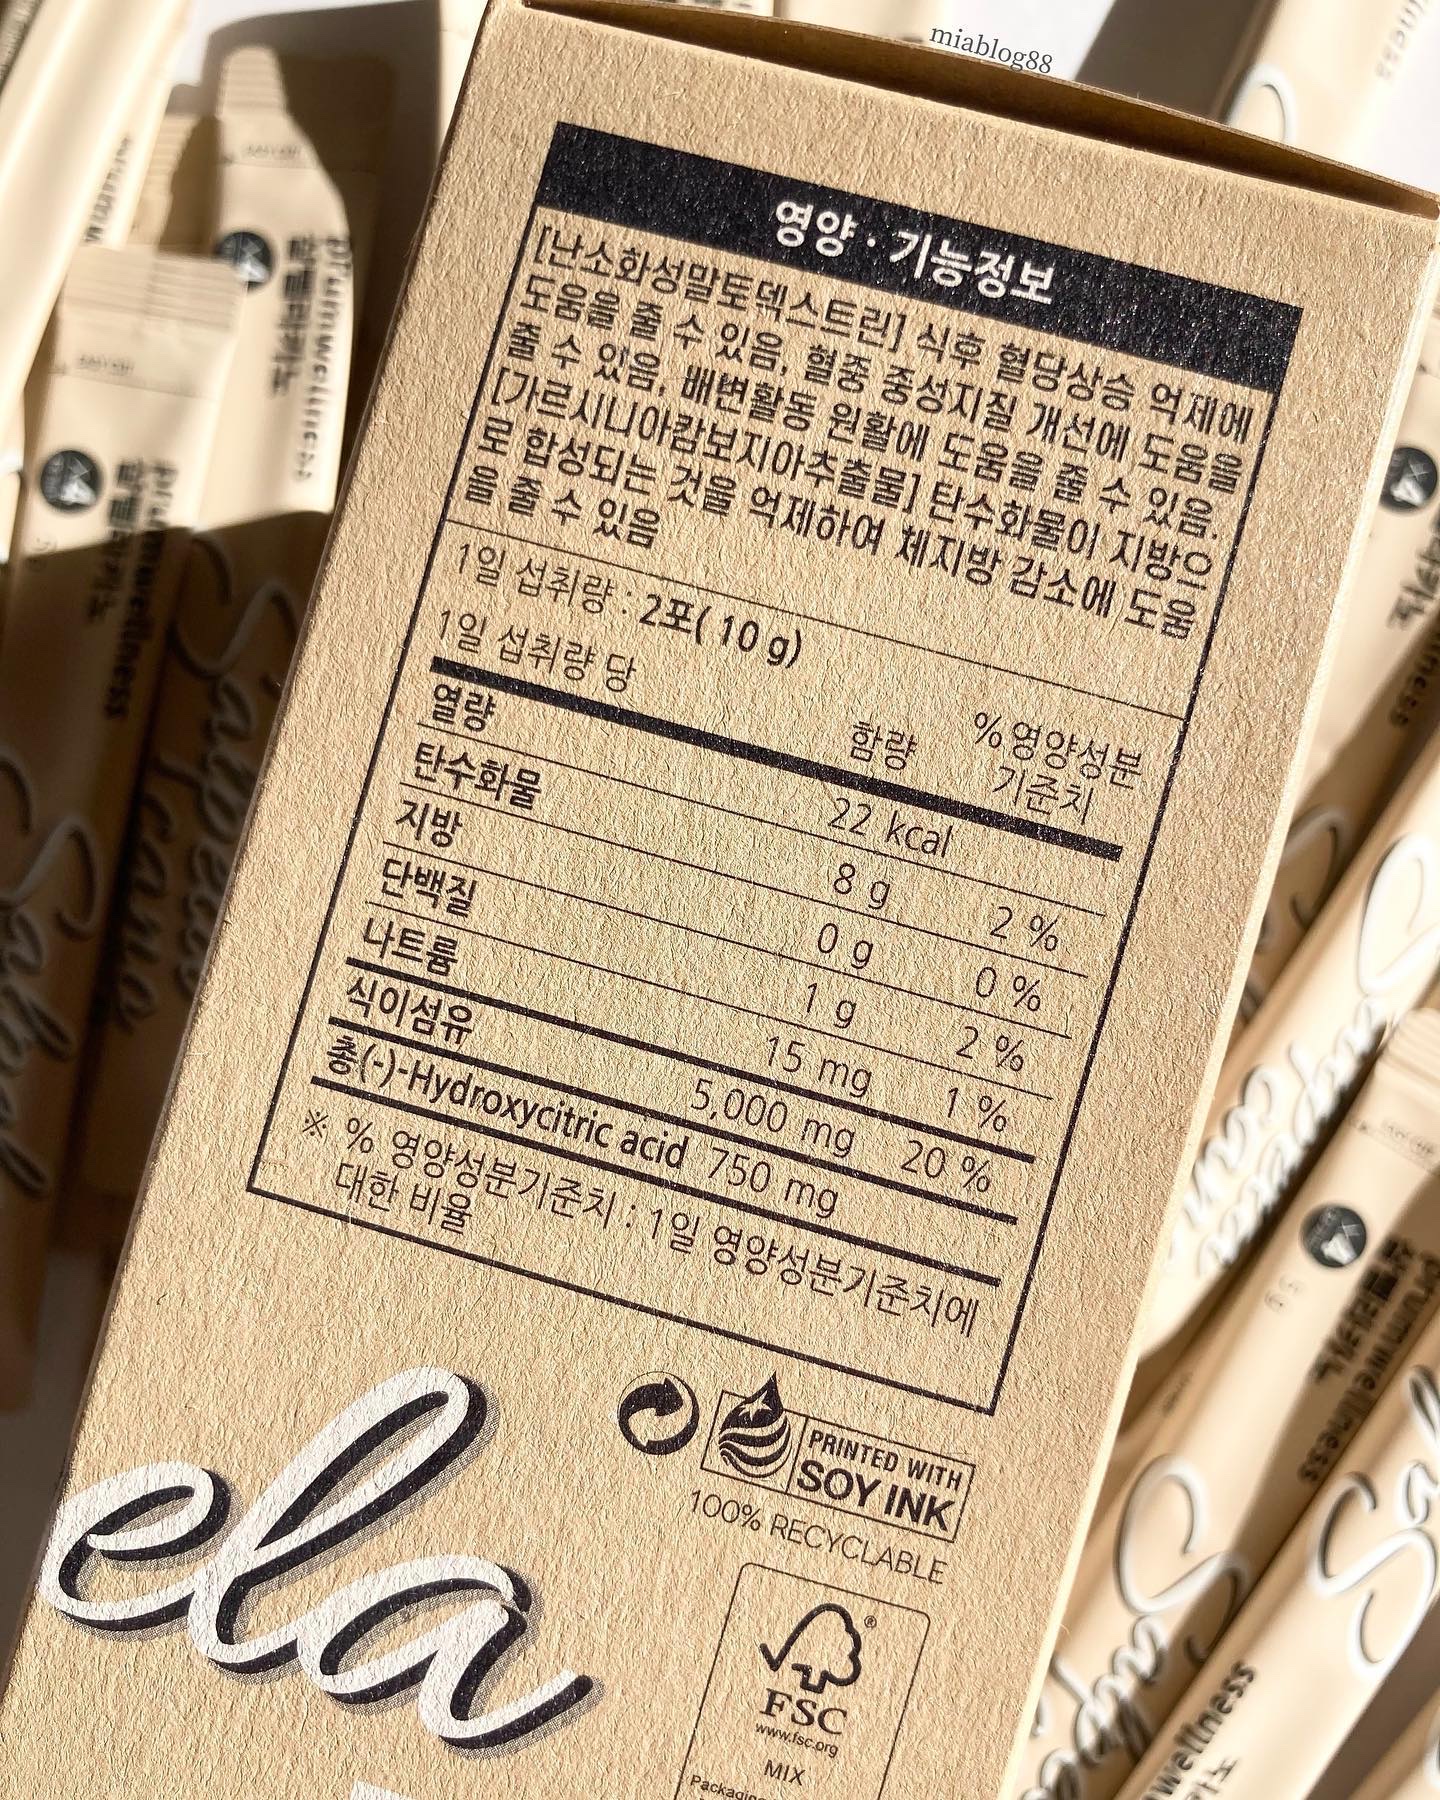 miablog88
영양 · 기능정보
[난소화성말토덱스트린] 식후 혈당상승 억제에
도움을 줄 수 있음, 혈중 중성지질 개선에 도움을
줄 수 있음, 배변활동 원활에 도움을 줄 수 있음.
[가르시니아캄보지아추출물] 탄수화물이 지방으
로 합성되는 것을 억제하여 체지방 감소에 도움
을 줄 수 있음
1일 섭취량 : 2포( 10 g)
1일 섭취량 당 함량 %영양성분
기준치
열량 22 kcal
탄수화물 8 g 2 %
지방 0 g 0 %
단백질 1 g 2 %
나트륨 15 mg 1 %
식이섬유 5,000 mg 20 %
총(-)-Hydroxycitric acid 750 mg
※ % 영양성분기준치 : 1일 영양성분기준치에
대한 비율
PRINTED WITH
SOY INK
100% RECYCLABLE
ela
®
FSC
www.fsc.org
MIX